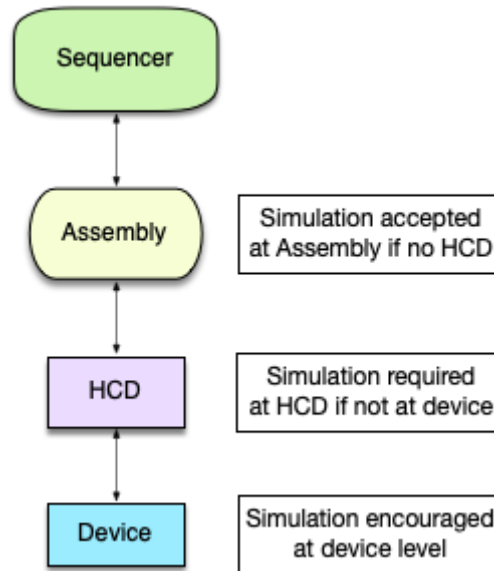 Sequencer
Assembly
Simulation accepted
at Assembly if no HCD
HCD
Simulation required
at HCD if not at device
Device
Simulation encouraged
at device level